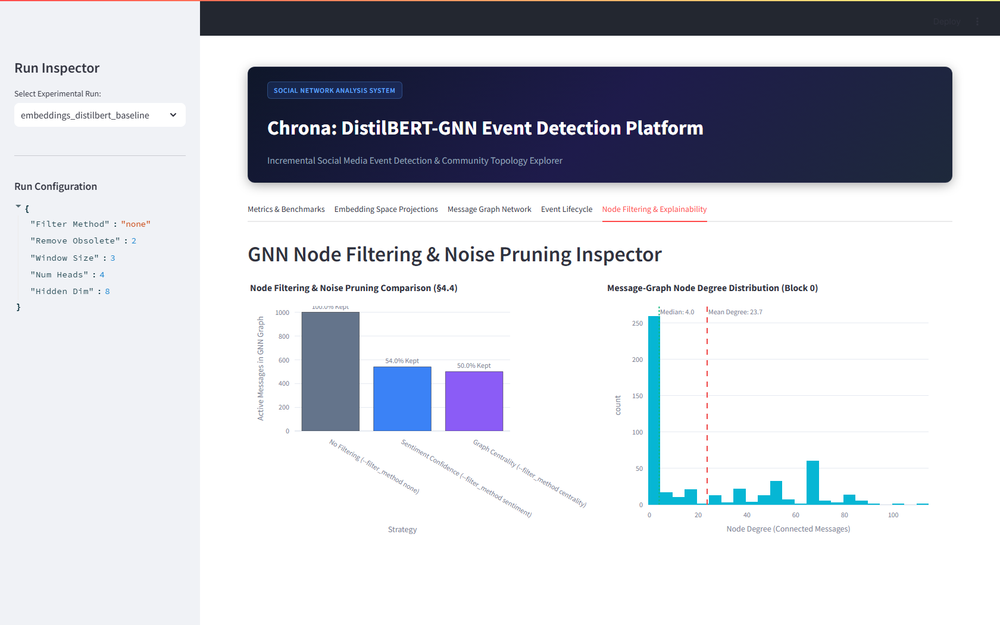 Deploy
Run Inspector
Select Experimental Run:
embeddings_distilbert_baseline
Run Configuration
{
"Filter Method" : "none"
"Remove Obsolete" : 2
"Window Size" : 3
"Num Heads" : 4
"Hidden Dim" : 8
}
SOCIAL NETWORK ANALYSIS SYSTEM
Chrona: DistilBERT-GNN Event Detection Platform
Incremental Social Media Event Detection & Community Topology Explorer
Metrics & Benchmarks Embedding Space Projections Message Graph Network Event Lifecycle Node Filtering & Explainability
GNN Node Filtering & Noise Pruning Inspector
Node Filtering & Noise Pruning Comparison (§4.4)
100.0% Kept
54.0% Kept
50.0% Kept
1000
800
600
400
200
0
Active Messages in GNN Graph
No Filtering (--filter_method none)
Sentiment Confidence (--filter_method sentiment)
Graph Centrality (--filter_method centrality)
Strategy
Message-Graph Node Degree Distribution (Block 0)
Median: 4.0
Mean Degree: 23.7
250
200
150
100
50
0
count
0 20 40 60 80 100
Node Degree (Connected Messages)